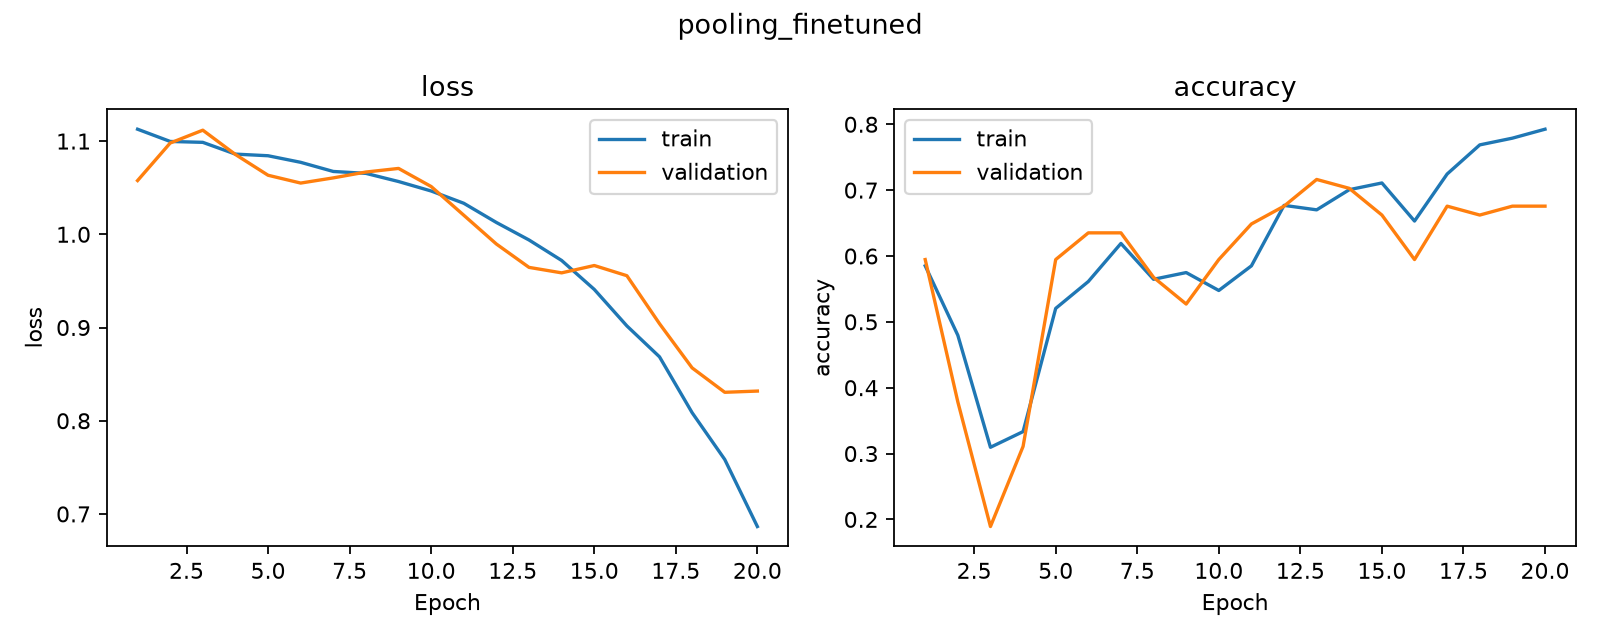 pooling_finetuned
loss
train
validation
1.1
1.0
0.9
0.8
0.7
loss
2.5 5.0 7.5 10.0 12.5 15.0 17.5 20.0
Epoch
accuracy
train
validation
0.8
0.7
0.6
0.5
0.4
0.3
0.2
accuracy
2.5 5.0 7.5 10.0 12.5 15.0 17.5 20.0
Epoch